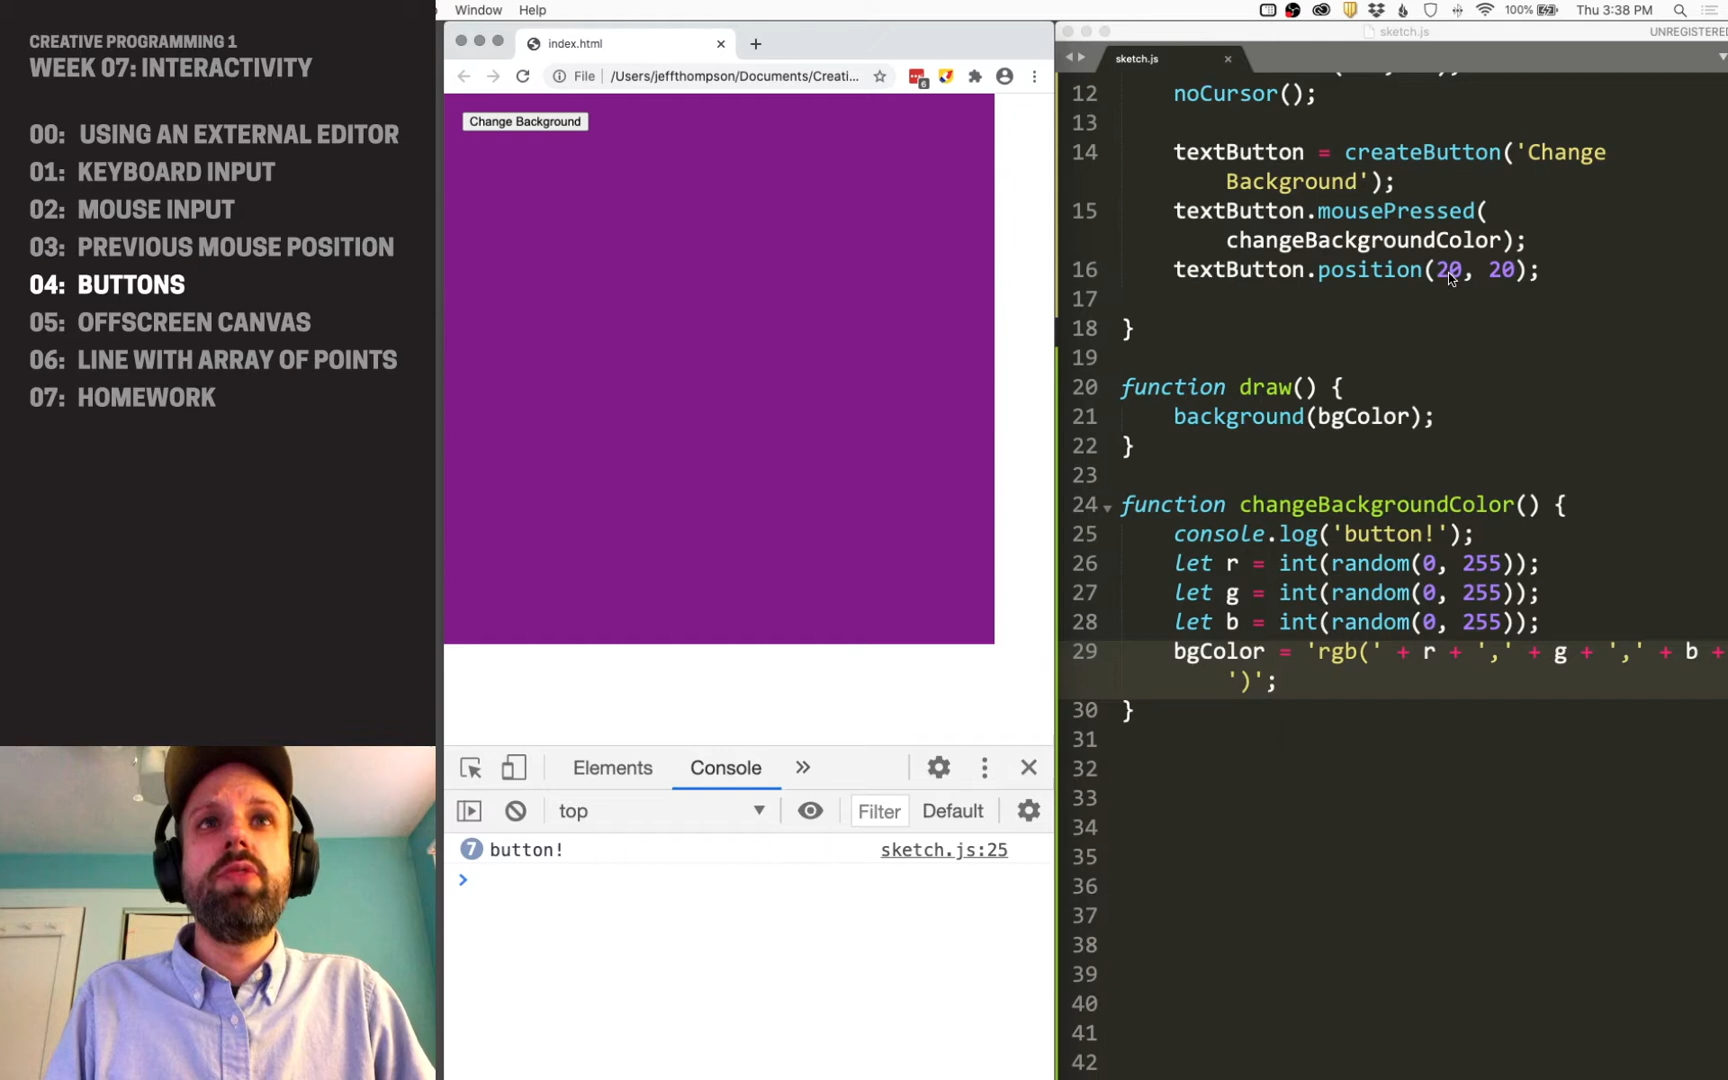 CREATIVE PROGRAMMING 1
WEEK 07: INTERACTIVITY
00: USING AN EXTERNAL EDITOR
01: KEYBOARD INPUT
02: MOUSE INPUT
03: PREVIOUS MOUSE POSITION
04: BUTTONS
05: OFFSCREEN CANVAS
06: LINE WITH ARRAY OF POINTS
07: HOMEWORK
Window Help
100% Thu 3:38 PM
index.html
File /Users/jeffthompson/Documents/Creati...
6
Change Background
Elements Console
top Filter Default
7 button! sketch.js:25
sketch.js UNREGISTERED
sketch.js
12 noCursor();
13
14 textButton = createButton('Change
Background');
15 textButton.mousePressed(
changeBackgroundColor);
16 textButton.position(20, 20);
17
18 }
19
20 function draw() {
21 background(bgColor);
22 }
23
24 function changeBackgroundColor() {
25 console.log('button!');
26 let r = int(random(0, 255));
27 let g = int(random(0, 255));
28 let b = int(random(0, 255));
29 bgColor = 'rgb(' + r + ',' + g + ',' + b +
')';
30 }
31
32
33
34
35
36
37
38
39
40
41
42